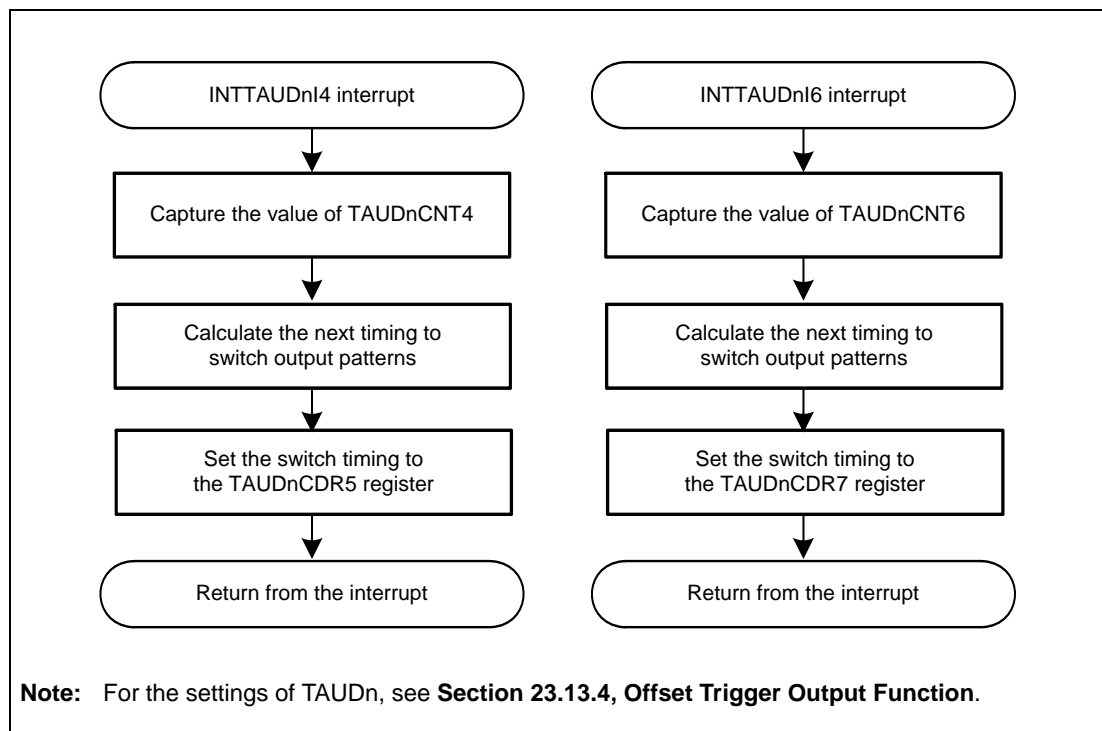 INTTAUDnI4 interrupt
Capture the value of TAUDnCNT4
Calculate the next timing to
switch output patterns
Set the switch timing to
the TAUDnCDR5 register
Return from the interrupt
INTTAUDnI6 interrupt
Capture the value of TAUDnCNT6
Calculate the next timing to
switch output patterns
Set the switch timing to
the TAUDnCDR7 register
Return from the interrupt
Note: For the settings of TAUDn, see Section 23.13.4, Offset Trigger Output Function.